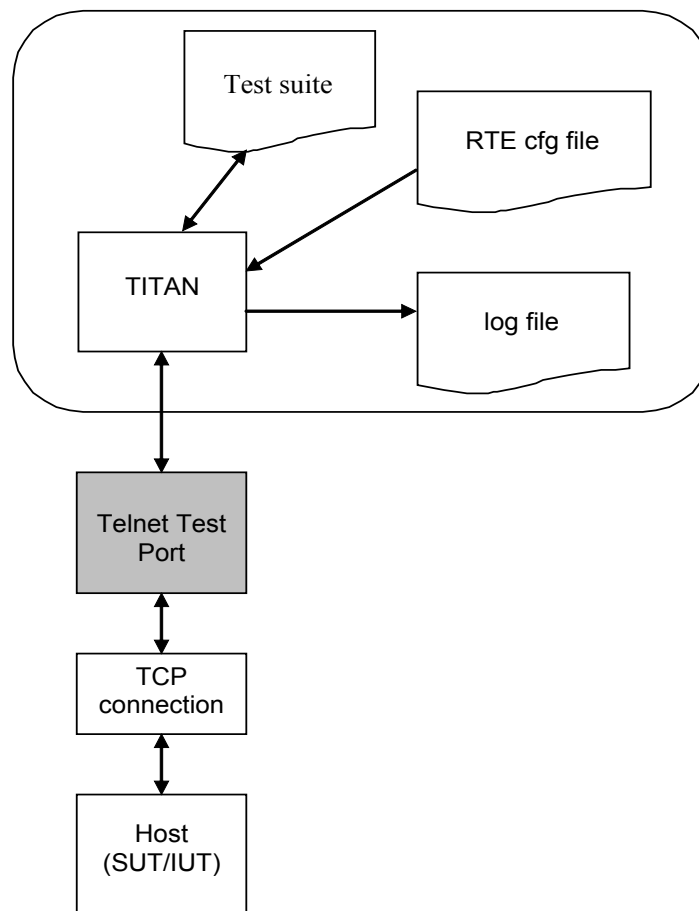 Test suite
RTE cfg file
TITAN
log file
Telnet Test
Port
TCP
connection
Host
(SUT/IUT)